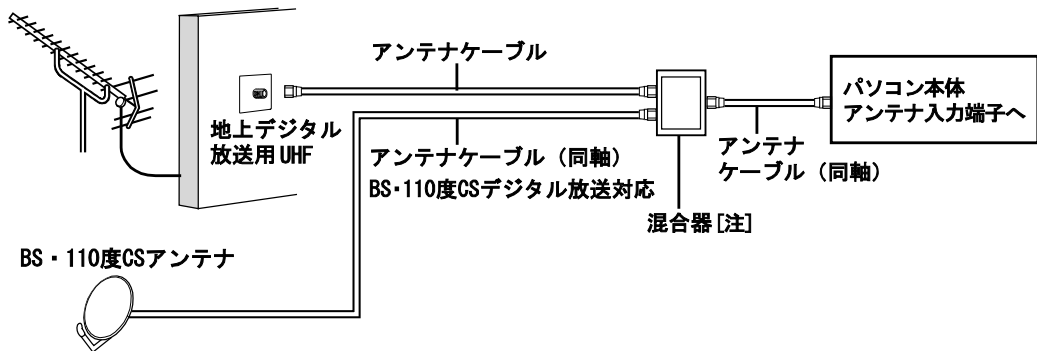 アンテナケーブル
地上デジタル
放送用UHF
アンテナケーブル（同軸）
BS・110度CSデジタル放送対応
パソコン本体
アンテナ入力端子へ
アンテナ
ケーブル（同軸）
混合器[注]
BS・110度CSアンテナ